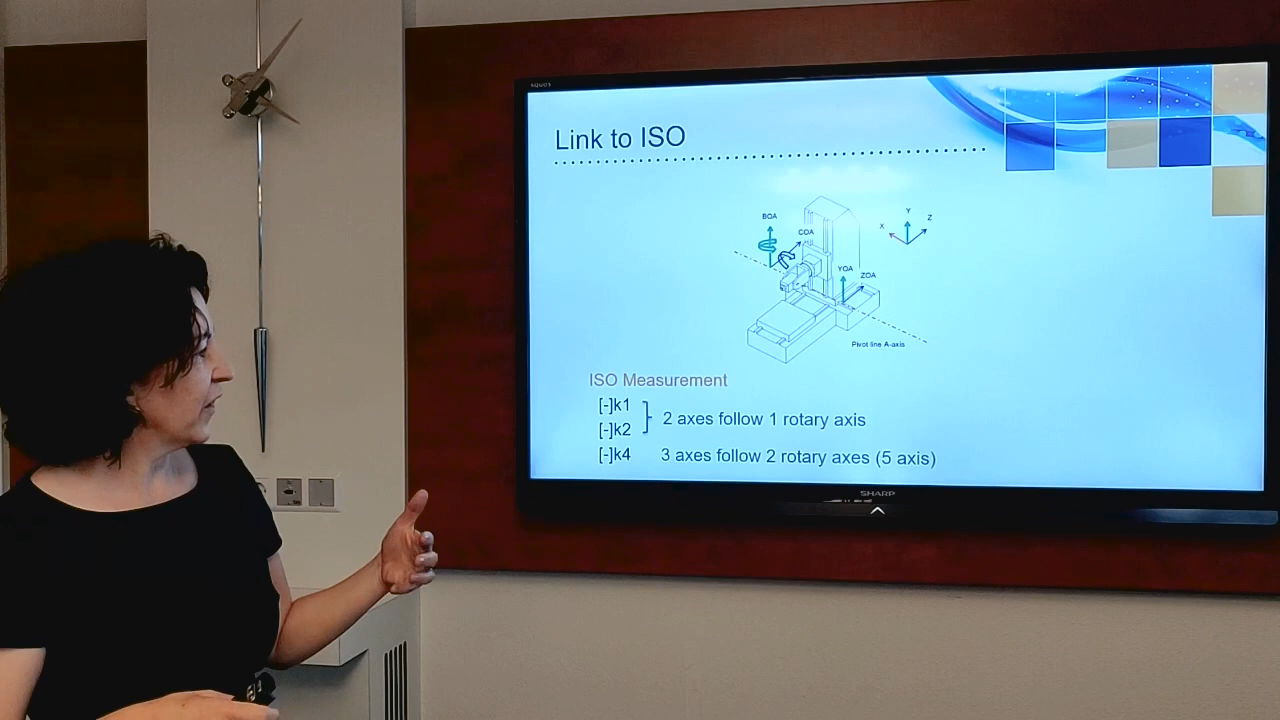 AQUOS
Link to ISO
BOA
COA
Y
X
Z
YOA
ZOA
Pivot line A-axis
ISO Measurement
[-]k1
[-]k2
2 axes follow 1 rotary axis
[-]k4 3 axes follow 2 rotary axes (5 axis)
SHARP